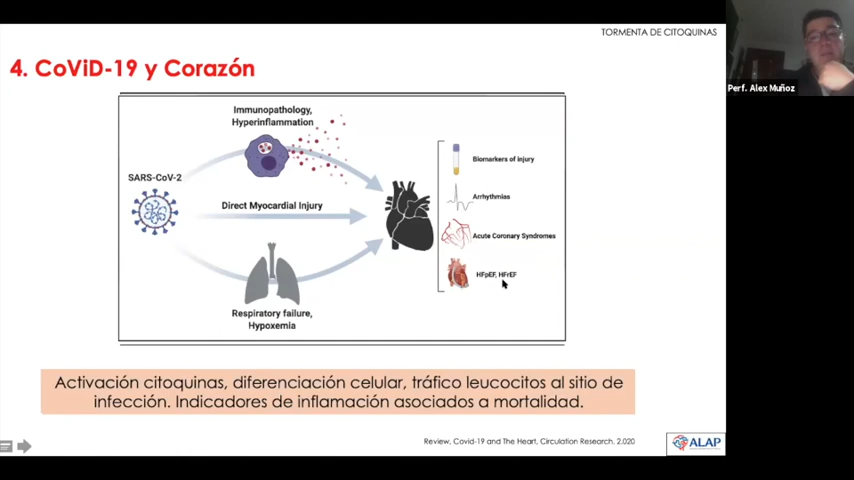 TORMENTA DE CITOQUINAS
4. CoViD-19 y Corazón
Perf. Alex Muñoz
Immunopathology,
Hyperinflammation
SARS-CoV-2
Direct Myocardial Injury
Respiratory failure,
Hypoxemia
Biomarkers of Injury
Arrhythmias
Acute Coronary Syndromes
HFpEF, HFrEF
Activación citoquinas, diferenciación celular, tráfico leucocitos al sitio de
infección. Indicadores de inflamación asociados a mortalidad.
Review, Covid-19 and The Heart, Circulation Research, 2.020
ALAP